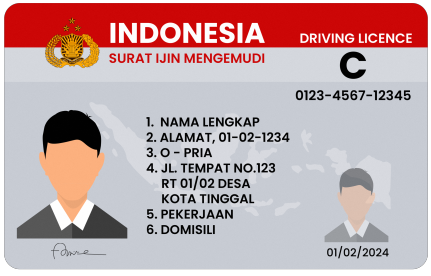 INDONESIA
SURAT IJIN MENGEMUDI
DRIVING LICENCE
C
0123-4567-12345
1. NAMA LENGKAP
2. ALAMAT, 01-02-1234
3. O - PRIA
4. JL. TEMPAT NO.123
RT 01/02 DESA
KOTA TINGGAL
5. PEKERJAAN
6. DOMISILI
01/02/2024